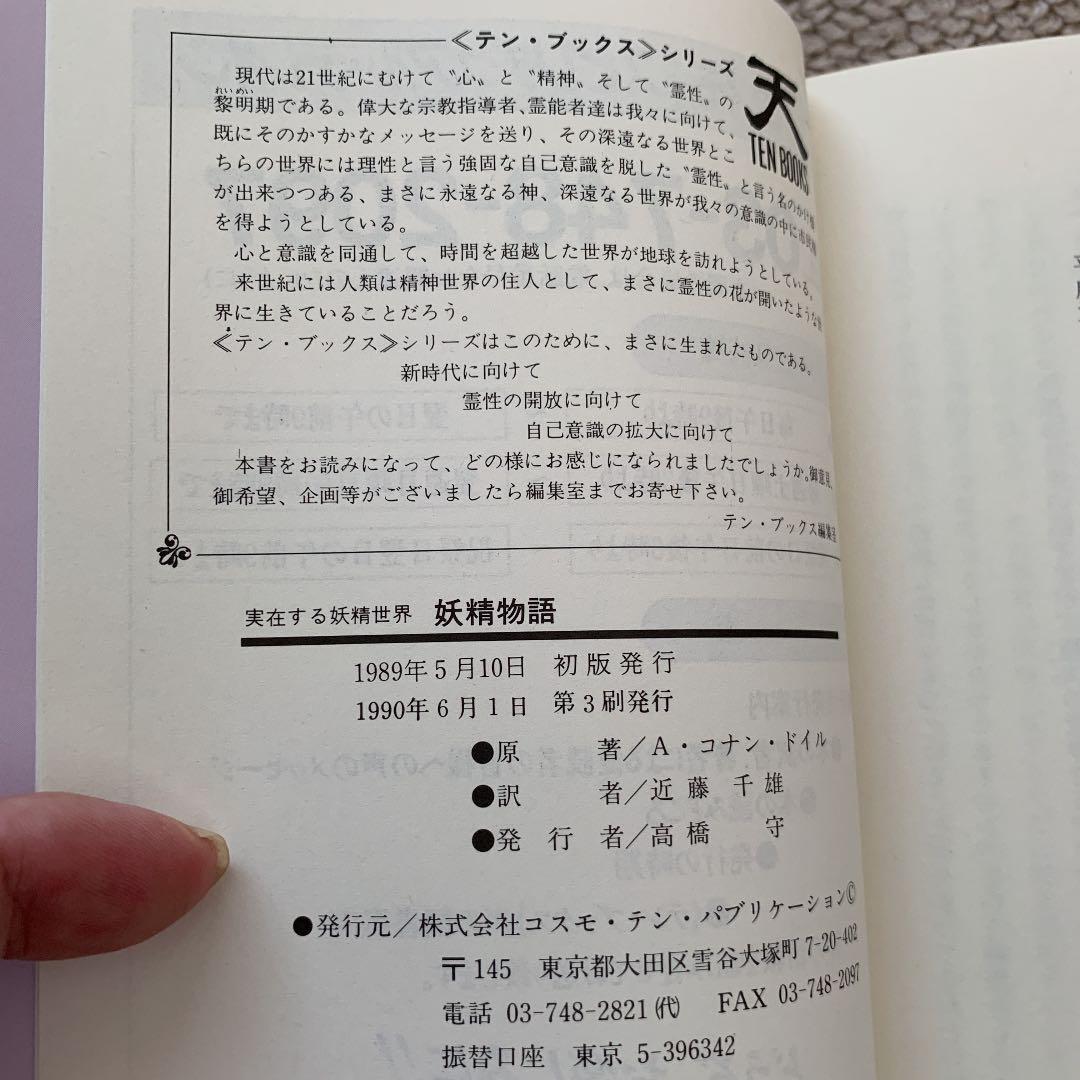 《テン・ブックス》シリーズ
天
TEN BOOKS
現代は21世紀にむけて〝心〟と〝精神〟そして〝霊性〟の
れいめい
黎明期である。偉大な宗教指導者、霊能者達は我々に向けて、
既にそのかすかなメッセージを送り、その深遠なる世界とこ
ちらの世界には理性と言う強固な自己意識を脱した〝霊性〟と言う名のかけ橋
が出来つつある、まさに永遠なる神、深遠なる世界が我々の意識の中に市民権
を得ようとしている。
心と意識を同通して、時間を超越した世界が地球を訪れようとしている。
来世紀には人類は精神世界の住人として、まさに霊性の花が開いたような世
界に生きていることだろう。
《テン・ブックス》シリーズはこのために、まさに生まれたものである。
新時代に向けて
霊性の開放に向けて
自己意識の拡大に向けて
本書をお読みになって、どの様にお感じになられましたでしょうか。御意見、
御希望、企画等がございましたら編集室までお寄せ下さい。
テン・ブックス編集室
実在する妖精世界 妖精物語
1989年5月10日 初版発行
1990年6月1日 第3刷発行
●原 著/A・コナン・ドイル
●訳 者/近藤千雄
●発行者/高橋 守
●発行元/株式会社コスモ・テン・パブリケーション©
〒145 東京都大田区雪谷大塚町7-20-402
電話 03-748-2821㈹ FAX 03-748-2097
振替口座 東京 5-396342